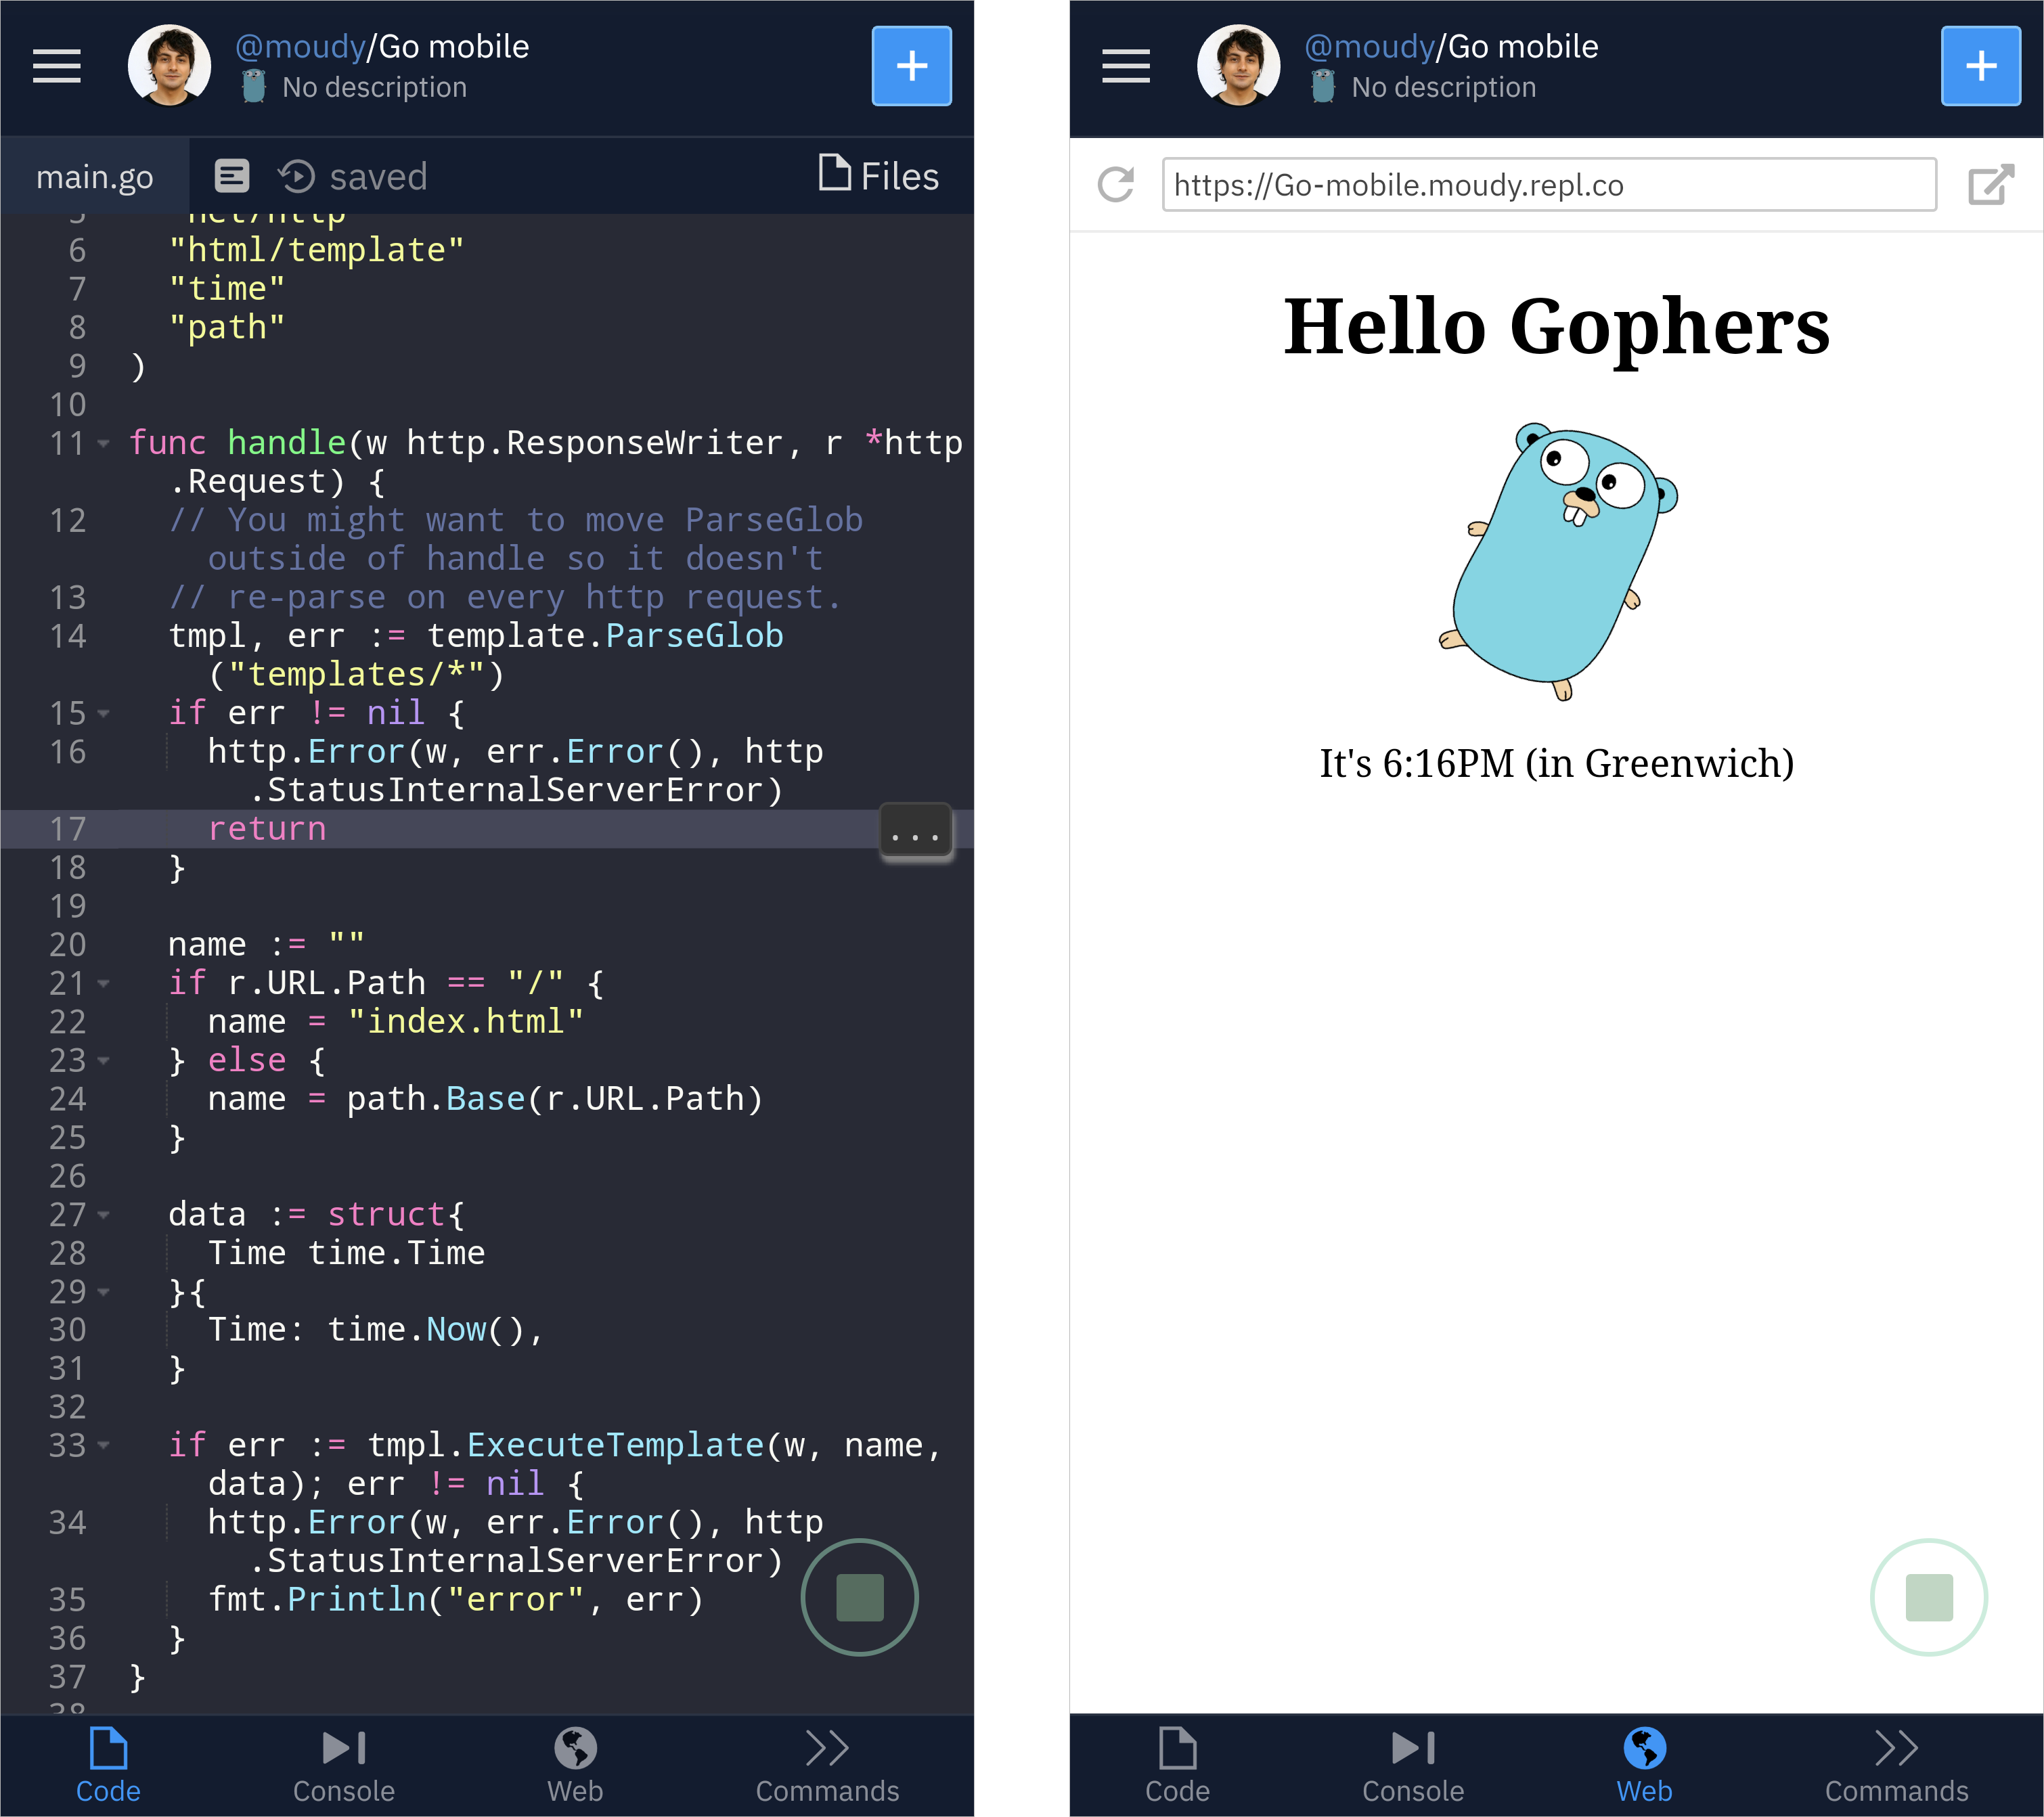 @moudy/Go mobile
No description
+
main.go
saved
Files
5 "net/http"
6 "html/template"
7 "time"
8 "path"
9 )
10
11 func handle(w http.ResponseWriter, r *http
.Request) {
12 // You might want to move ParseGlob
outside of handle so it doesn't
13 // re-parse on every http request.
14 tmpl, err := template.ParseGlob
("templates/*")
15 if err != nil {
16 http.Error(w, err.Error(), http
.StatusInternalServerError)
17 return
...
18 }
19
20 name := ""
21 if r.URL.Path == "/" {
22 name = "index.html"
23 } else {
24 name = path.Base(r.URL.Path)
25 }
26
27 data := struct{
28 Time time.Time
29 }{
30 Time: time.Now(),
31 }
32
33 if err := tmpl.ExecuteTemplate(w, name,
data); err != nil {
34 http.Error(w, err.Error(), http
.StatusInternalServerError)
35 fmt.Println("error", err)
36 }
37 }
38
Code
Console
Web
Commands
@moudy/Go mobile
No description
+
https://Go-mobile.moudy.repl.co
Hello Gophers
It's 6:16PM (in Greenwich)
Code
Console
Web
Commands